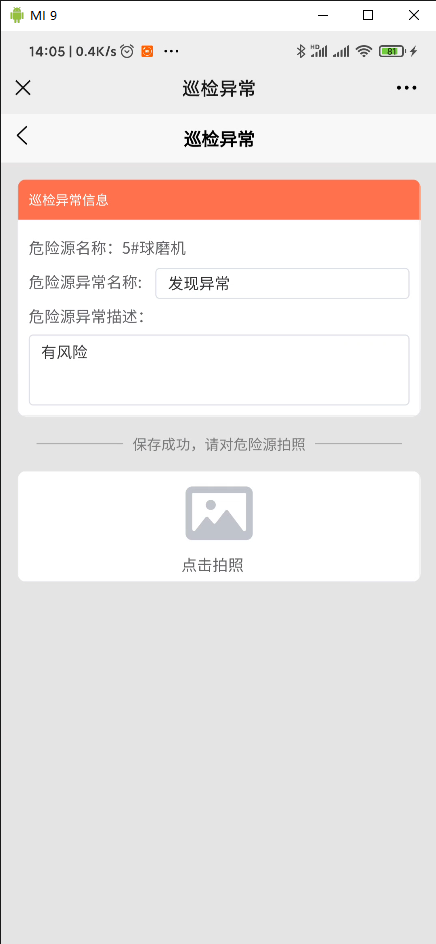 MI 9
14:05 | 0.4K/s
HD
81
巡检异常
巡检异常
巡检异常信息
危险源名称：5#球磨机
危险源异常名称：
发现异常
危险源异常描述：
有风险
保存成功，请对危险源拍照
点击拍照